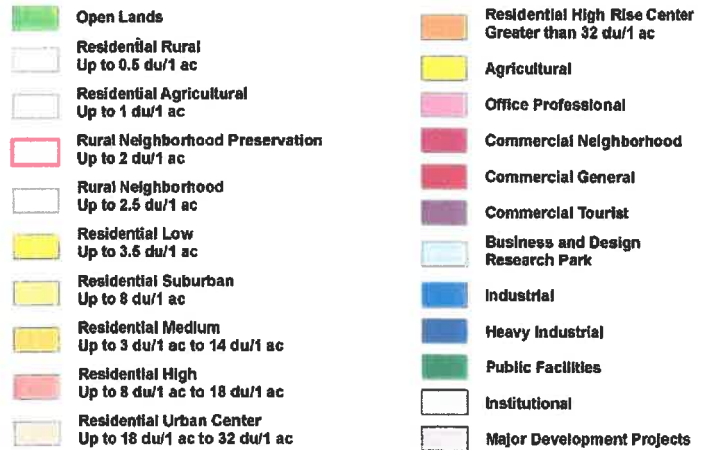 Open Lands
Residential Rural
Up to 0.5 du/1 ac
Residential Agricultural
Up to 1 du/1 ac
Rural Neighborhood Preservation
Up to 2 du/1 ac
Rural Neighborhood
Up to 2.5 du/1 ac
Residential Low
Up to 3.5 du/1 ac
Residential Suburban
Up to 8 du/1 ac
Residential Medium
Up to 3 du/1 ac to 14 du/1 ac
Residential High
Up to 8 du/1 ac to 18 du/1 ac
Residential Urban Center
Up to 18 du/1 ac to 32 du/1 ac
Residential High Rise Center
Greater than 32 du/1 ac
Agricultural
Office Professional
Commercial Neighborhood
Commercial General
Commercial Tourist
Business and Design
Research Park
Industrial
Heavy Industrial
Public Facilities
Institutional
Major Development Projects